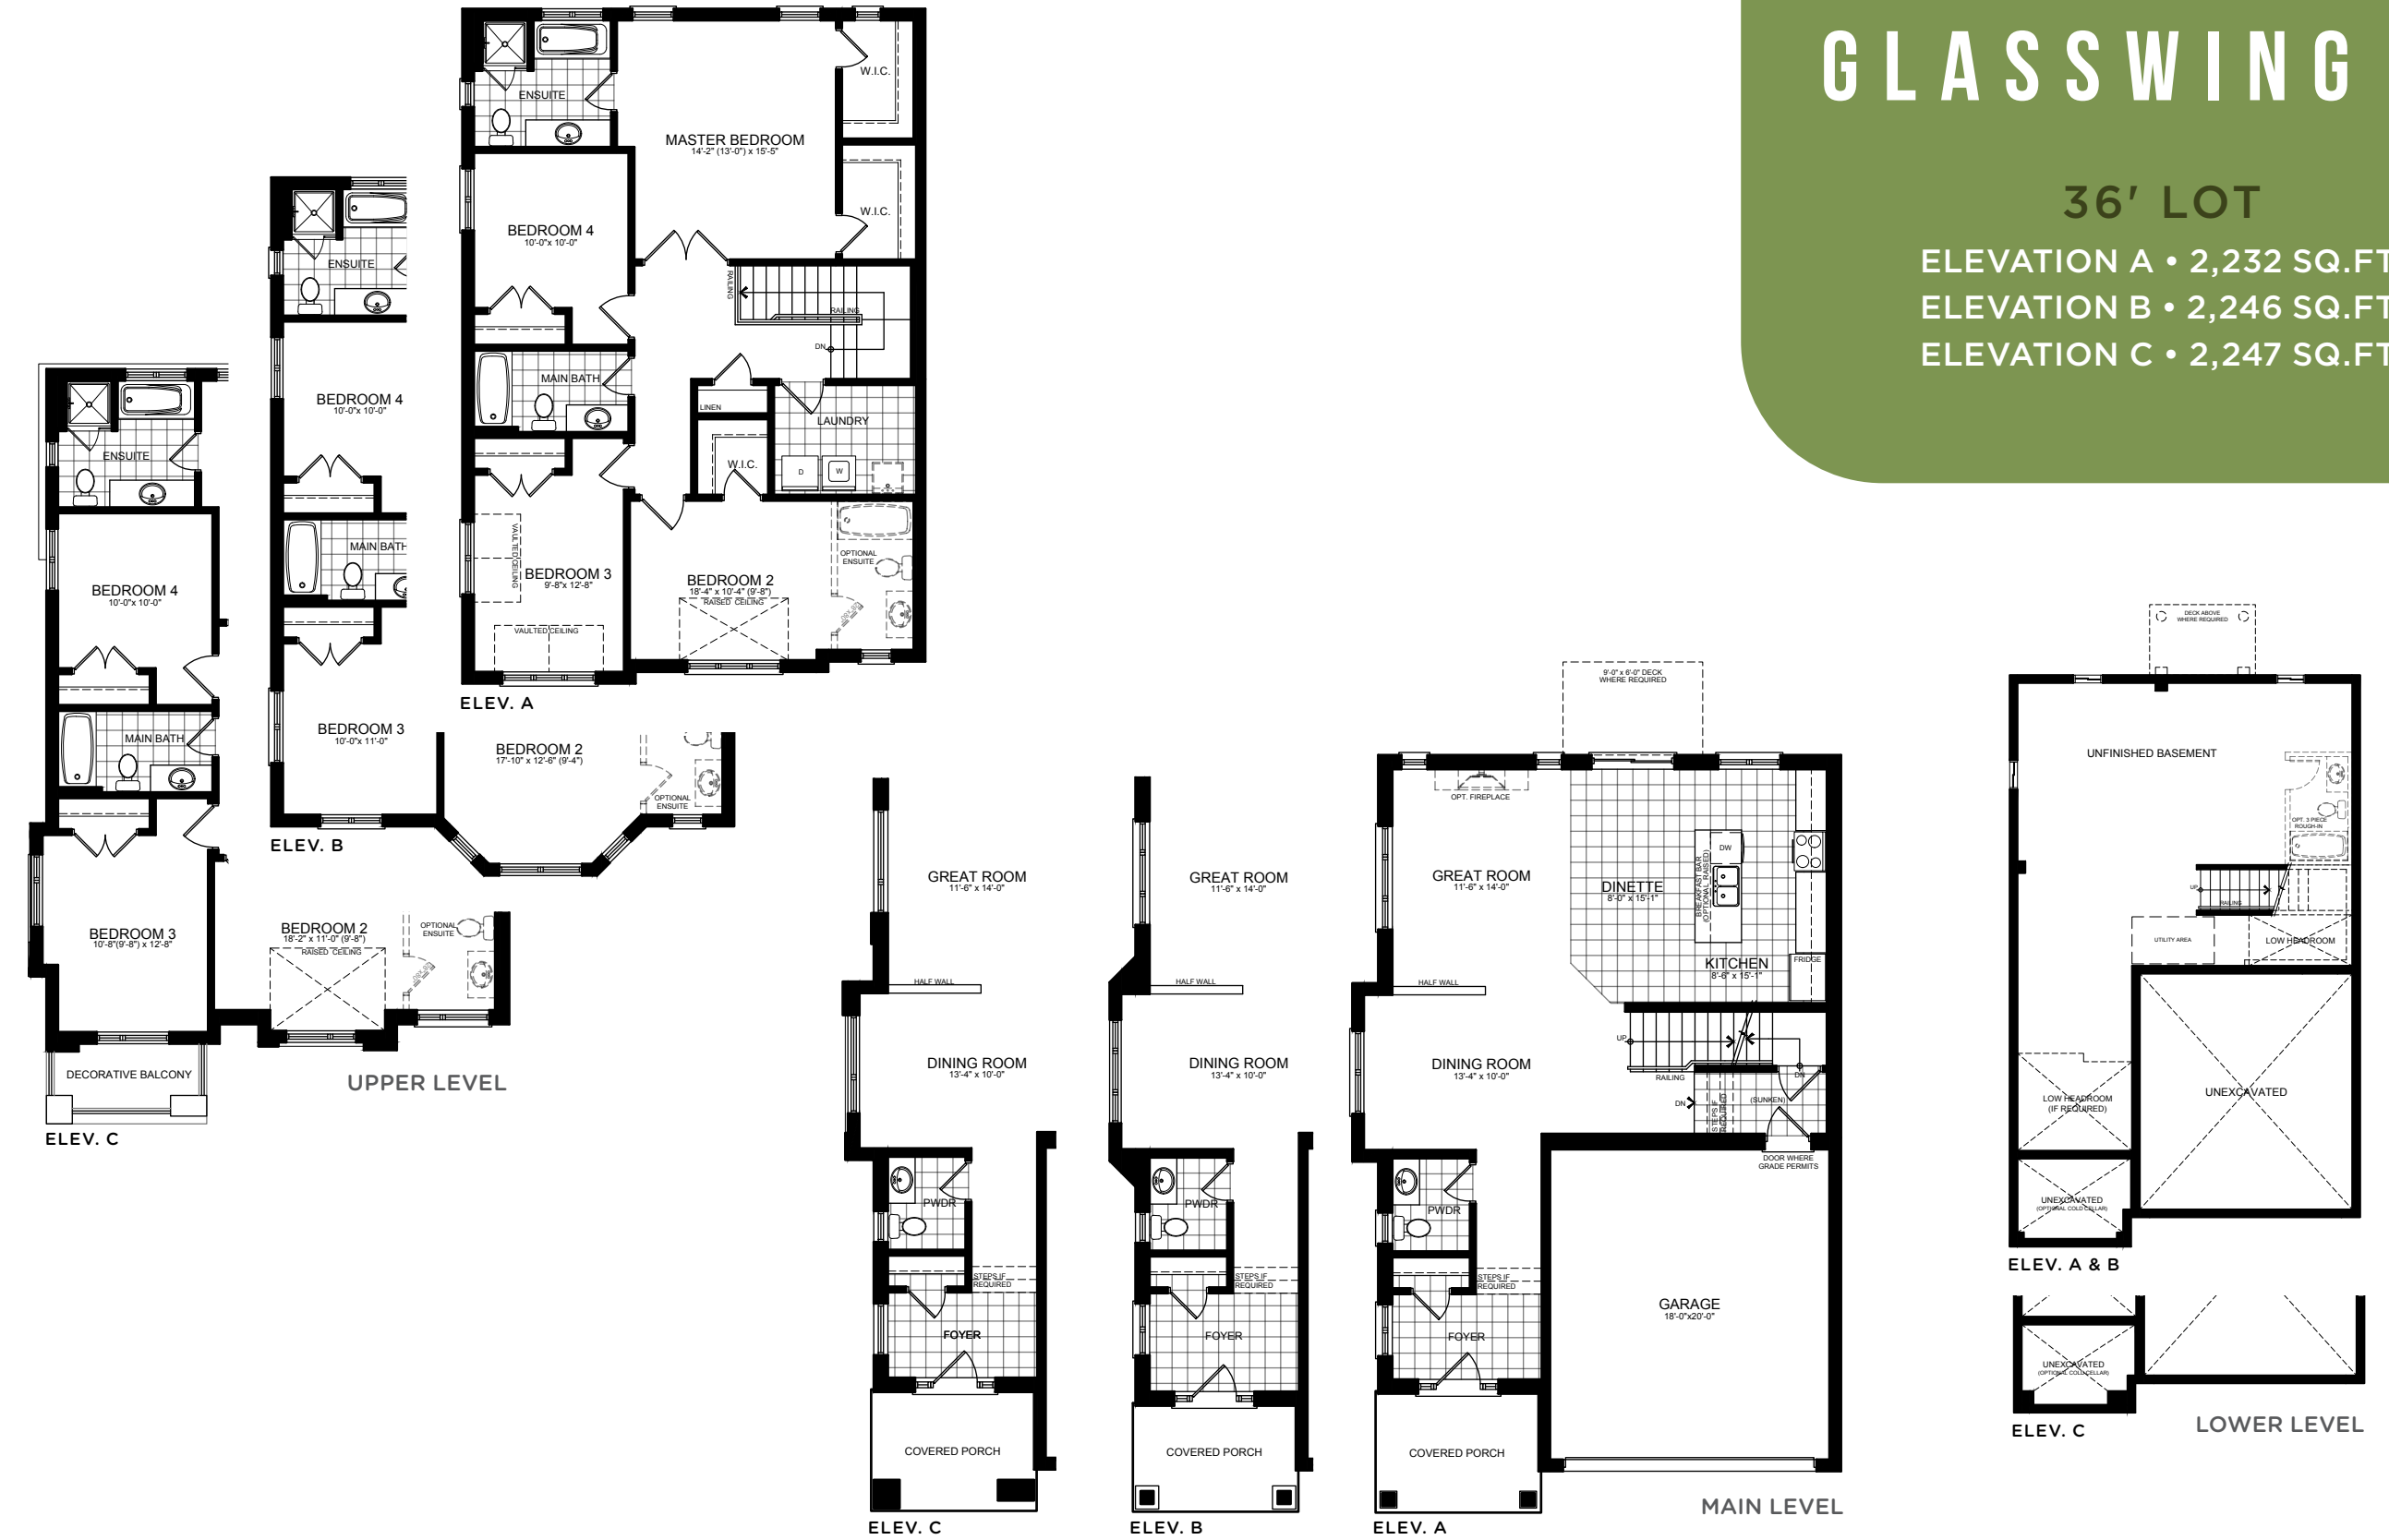 GLASSWING
36' LOT
ELEVATION A • 2,232 SQ.FT
ELEVATION B • 2,246 SQ.FT
ELEVATION C • 2,247 SQ.FT
ENSUITE
MASTER BEDROOM
14'-2" (13'-0") x 15'-5"
W.I.C.
W.I.C.
BEDROOM 4
10'-0"x 10'-0"
RAILING
RAILING
DN
MAIN BATH
LINEN
LAUNDRY
W.I.C.
D
W
VAULTED CEILING
BEDROOM 3
9'-8"x 12'-8"
VAULTED CEILING
BEDROOM 2
18'-4" x 10'-4" (9'-8")
RAISED CEILING
OPTIONAL
ENSUITE
ELEV. A
ENSUITE
BEDROOM 4
10'-0"x 10'-0"
MAIN BATH
BEDROOM 3
10'-0"x 11'-0"
BEDROOM 2
17'-10" x 12'-6" (9'-4")
OPTIONAL
ENSUITE
ELEV. B
ENSUITE
BEDROOM 4
10'-0"x 10'-0"
MAIN BATH
BEDROOM 3
10'-8"(9'-8") x 12'-8"
BEDROOM 2
18'-2" x 11'-0" (9'-8")
RAISED CEILING
OPTIONAL
ENSUITE
DECORATIVE BALCONY
ELEV. C
UPPER LEVEL
GREAT ROOM
11'-6" x 14'-0"
HALF WALL
DINING ROOM
13'-4" x 10'-0"
PWDR
STEPS IF
REQUIRED
FOYER
COVERED PORCH
ELEV. C
GREAT ROOM
11'-6" x 14'-0"
HALF WALL
DINING ROOM
13'-4" x 10'-0"
PWDR
STEPS IF
REQUIRED
FOYER
COVERED PORCH
ELEV. B
9'-0" x 6'-0" DECK
WHERE REQUIRED
OPT. FIREPLACE
GREAT ROOM
11'-6" x 14'-0"
DINETTE
8'-0" x 15'-1"
BREAKFAST BAR
(OPTIONAL RAISED)
DW
KITCHEN
8'-6" x 15'-1"
FRIDGE
HALF WALL
UP
DINING ROOM
13'-4" x 10'-0"
RAILING
DN
DN
STEPS IF
REQUIRED
(SUNKEN)
DOOR WHERE
GRADE PERMITS
PWDR
STEPS IF
REQUIRED
FOYER
GARAGE
18'-0"x20'-0"
COVERED PORCH
ELEV. A
MAIN LEVEL
DECK ABOVE
WHERE REQUIRED
UNFINISHED BASEMENT
OPT. 3 PIECE
ROUGH-IN
UP
RAILING
UTILITY AREA
LOW HEADROOM
LOW HEADROOM
(IF REQUIRED)
UNEXCAVATED
UNEXCAVATED
(OPTIONAL COLD CELLAR)
ELEV. A & B
UNEXCAVATED
(OPTIONAL COLD CELLAR)
ELEV. C
LOWER LEVEL